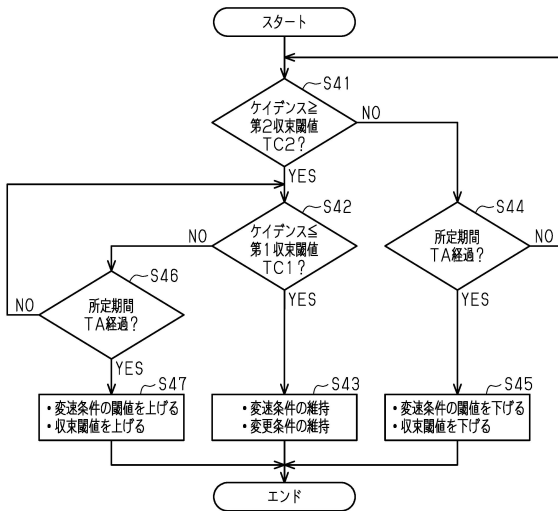 スタート
S41
ケイデンス≧
第2収束閾値
TC2?
NO
YES
S42
ケイデンス≦
第1収束閾値
TC1?
NO
YES
S44
所定期間
TA経過?
NO
YES
S46
所定期間
TA経過?
NO
YES
S47
・変速条件の閾値を上げる
・収束閾値を上げる
S43
・変速条件の維持
・変更条件の維持
S45
・変速条件の閾値を下げる
・収束閾値を下げる
エンド